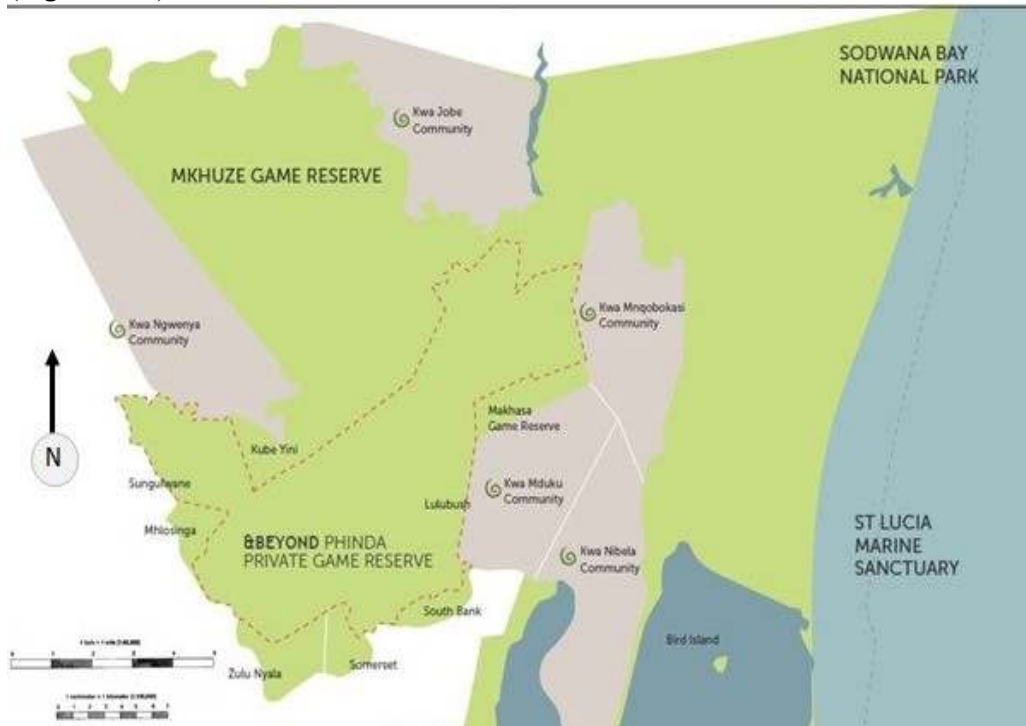 SODWANA BAY
NATIONAL PARK
Kwa Jobe
Community
MKHUZE GAME RESERVE
Kwa Mnqobokasi
Community
Kwa Ngwenya
Community
N
Makhasa
Game Reserve
Kube Yini
Sungulwane
Kwa Mduku
Community
Lulubush
Mhlosinga
ST LUCIA
MARINE
SANCTUARY
&BEYOND PHINDA
PRIVATE GAME RESERVE
Kwa Nibela
Community
South Bank
Bird Island
Zulu Nyala
Somerset